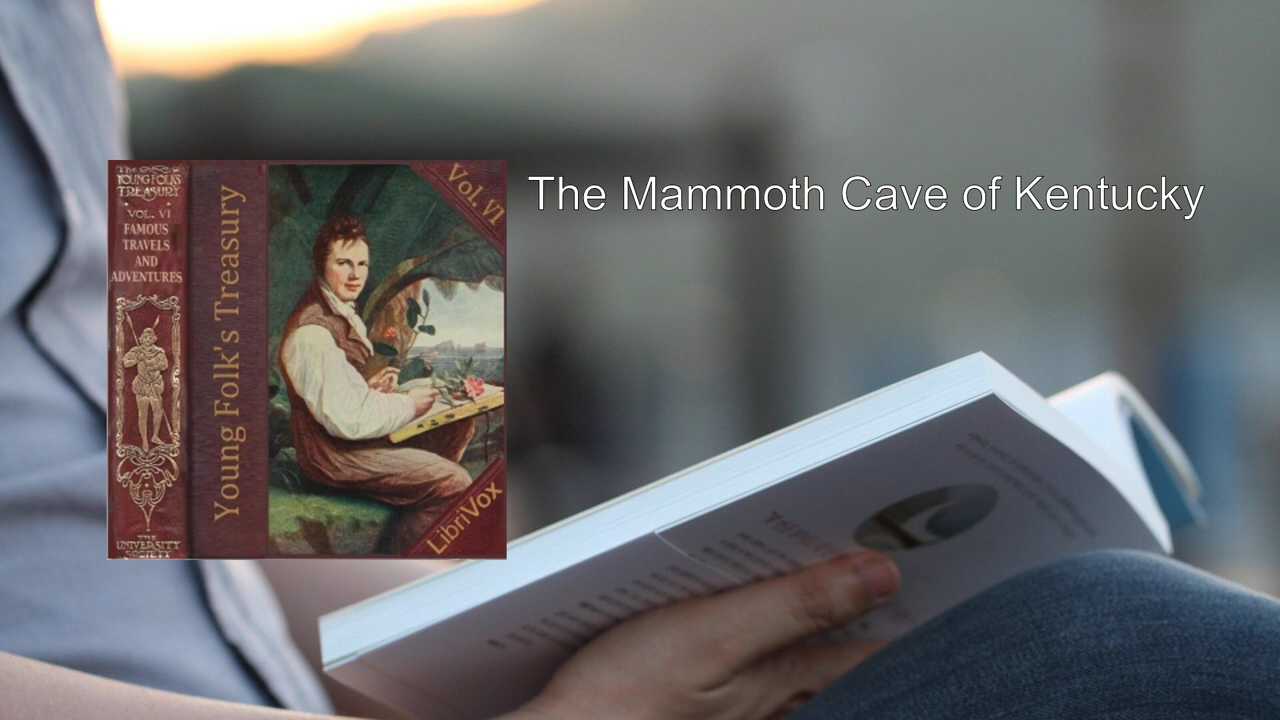 THE
YOUNG FOLKS
TREASURY
VOL. VI
FAMOUS
TRAVELS
AND
ADVENTURES
THE
UNIVERSITY
SOCIETY
Young Folk's Treasury
Vol. VI
LibriVox
The Mammoth Cave of Kentucky